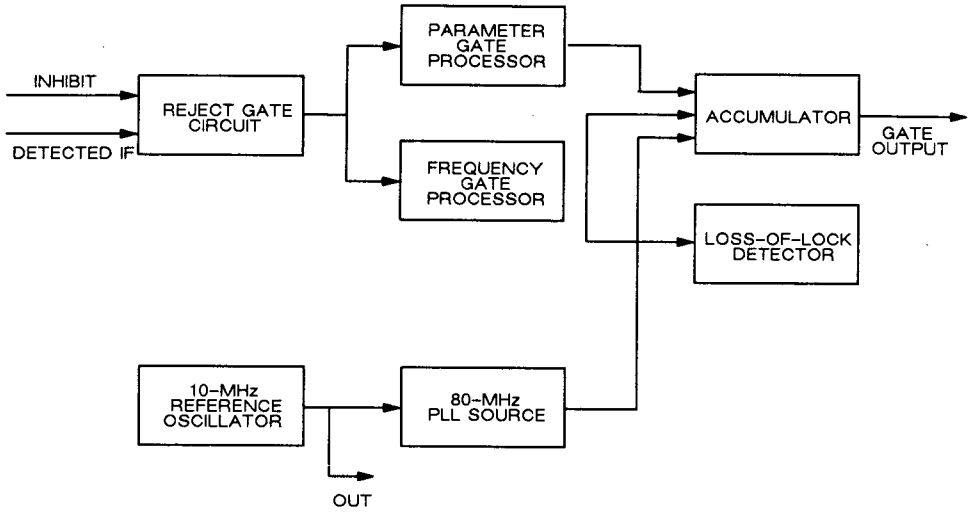 PARAMETER
GATE
PROCESSOR
INHIBIT
REJECT GATE
CIRCUIT
DETECTED IF
ACCUMULATOR
GATE
OUTPUT
FREQUENCY
GATE
PROCESSOR
LOSS-OF-LOCK
DETECTOR
10-MHz
REFERENCE
OSCILLATOR
80-MHz
PLL SOURCE
OUT